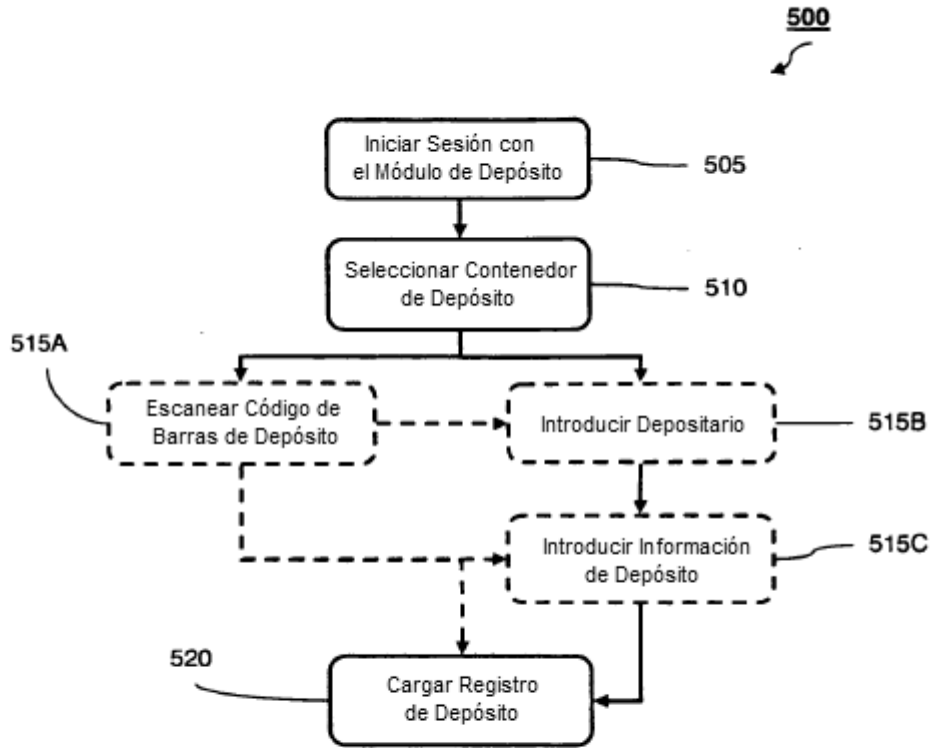 500
Iniciar Sesión con
el Módulo de Depósito
505
Seleccionar Contenedor
de Depósito
510
515A
Escanear Código de
Barras de Depósito
Introducir Depositario
515B
Introducir Información
de Depósito
515C
520
Cargar Registro
de Depósito